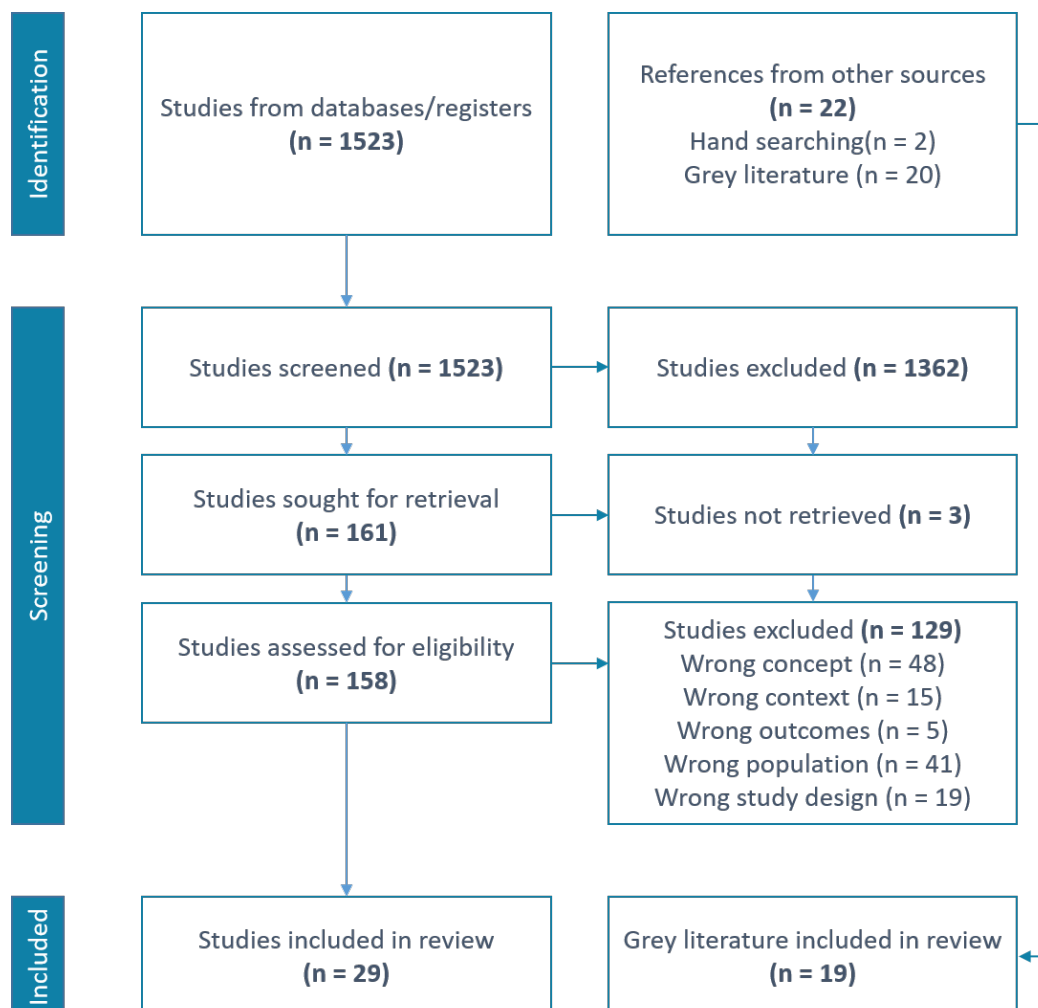 Identification
Studies from databases/registers
(n = 1523)
References from other sources
(n = 22)
Hand searching(n = 2)
Grey literature (n = 20)
Screening
Studies screened (n = 1523)
Studies excluded (n = 1362)
Studies sought for retrieval
(n = 161)
Studies not retrieved (n = 3)
Studies assessed for eligibility
(n = 158)
Studies excluded (n = 129)
Wrong concept (n = 48)
Wrong context (n = 15)
Wrong outcomes (n = 5)
Wrong population (n = 41)
Wrong study design (n = 19)
Included
Studies included in review
(n = 29)
Grey literature included in review
(n = 19)